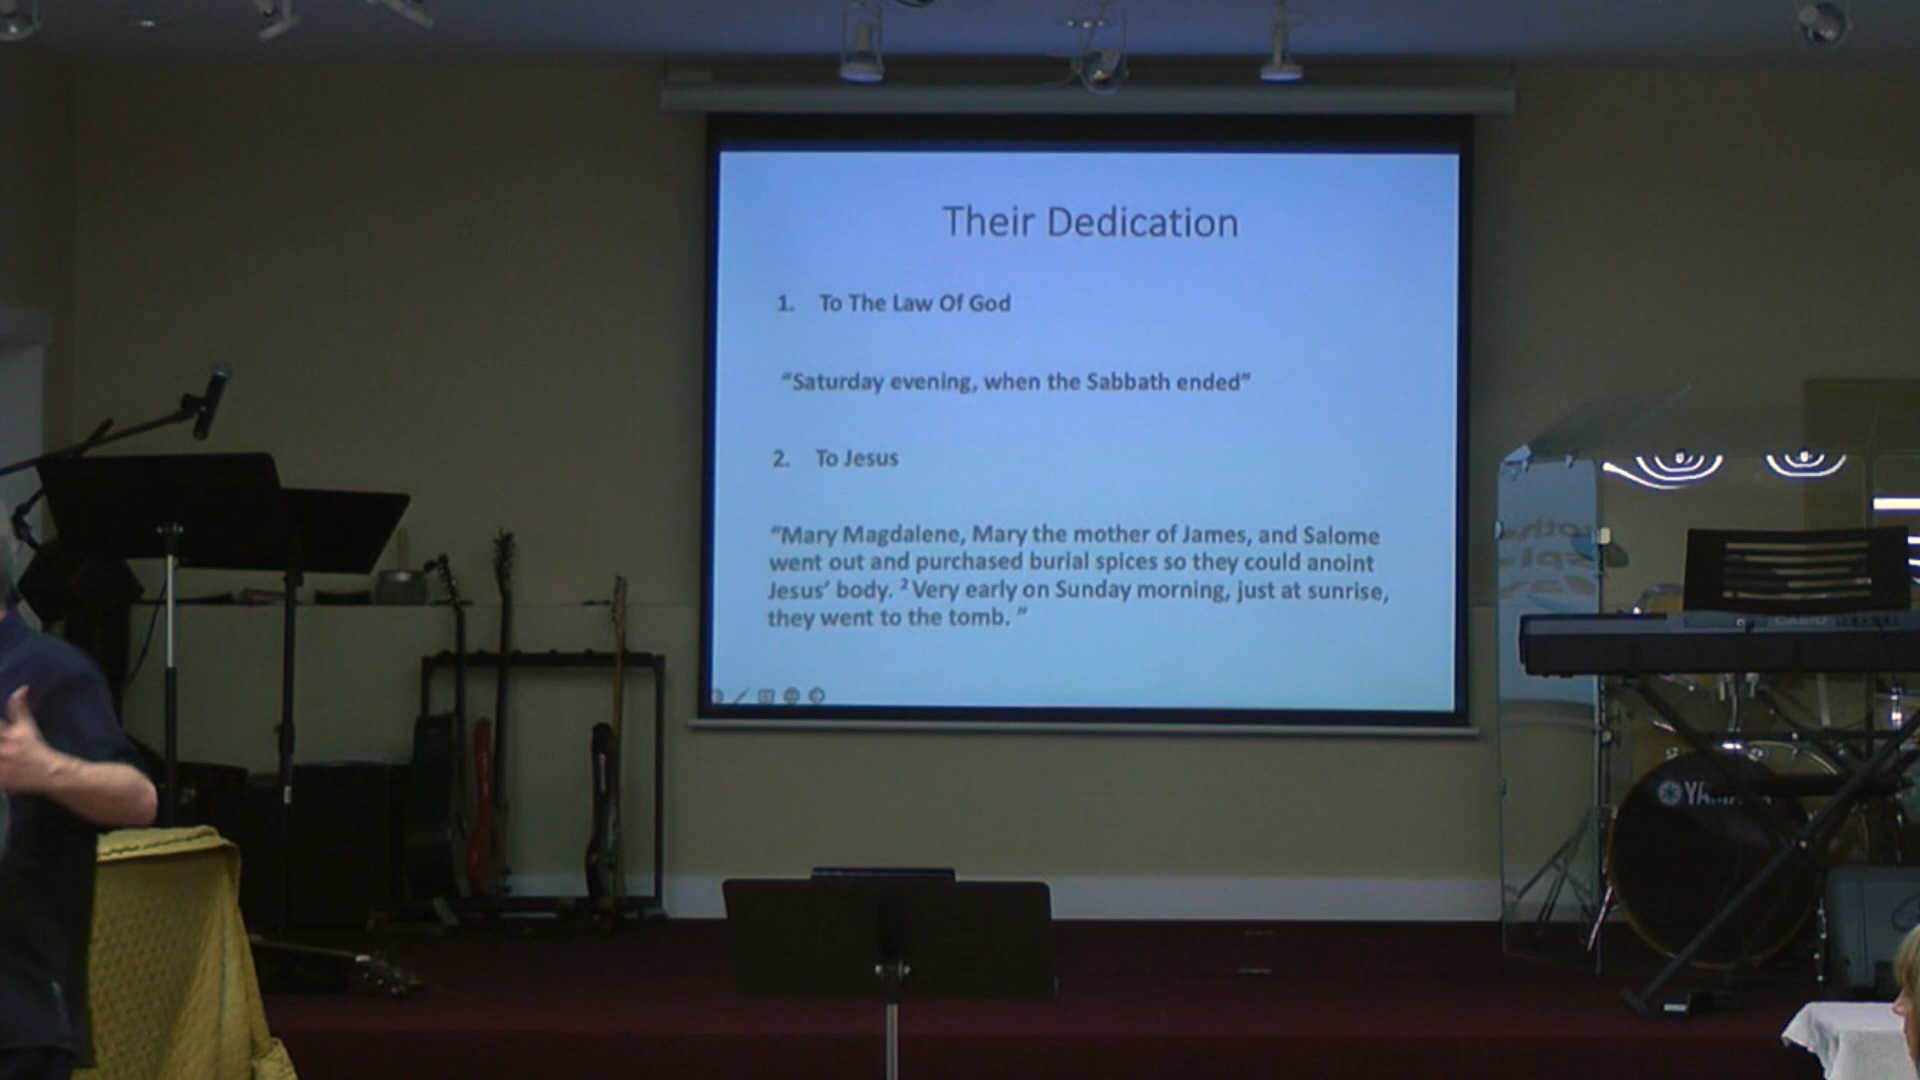 Their Dedication
1. To The Law Of God
“Saturday evening, when the Sabbath ended”
2. To Jesus
“Mary Magdalene, Mary the mother of James, and Salome
went out and purchased burial spices so they could anoint
Jesus’ body. ² Very early on Sunday morning, just at sunrise,
they went to the tomb. ”
CASIO